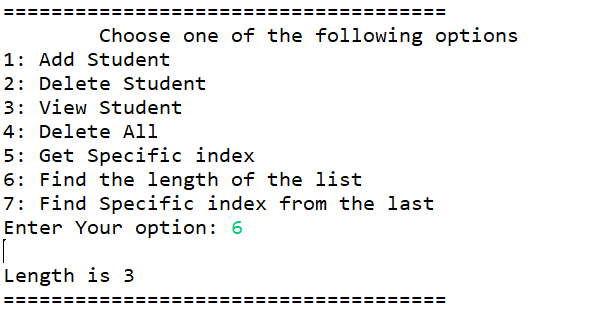 =====================================
Choose one of the following options
1: Add Student
2: Delete Student
3: View Student
4: Delete All
5: Get Specific index
6: Find the length of the list
7: Find Specific index from the last
Enter Your option: 6
Length is 3
=====================================